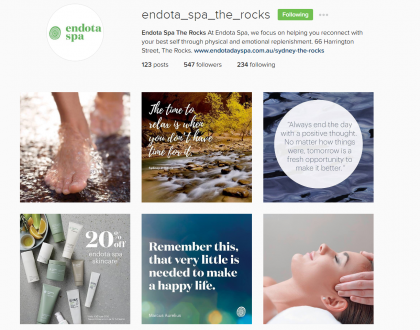 endota
spa
endota_spa_the_rocks
Following
Endota Spa The Rocks At Endota Spa, we focus on helping you reconnect with
your best self through physical and emotional replenishment. 66 Harrington
Street, The Rocks. www.endotadayspa.com.au/sydney-the-rocks
123 posts 547 followers 234 following
The time to
relax is when
you don't have
time for it.
"Always end the day
with a positive thought.
No matter how things
were, tomorrow is a
fresh opportunity to
make it better."
20% off
endota spa
skincare*
Remember this,
that very little is
needed to make
a happy life.